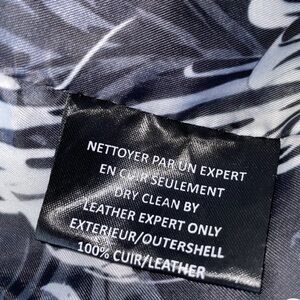 NETTOYER PAR UN EXPERT
EN CUIR SEULEMENT
DRY CLEAN BY
LEATHER EXPERT ONLY
EXTERIEUR/OUTERSHELL
100% CUIR/LEATHER